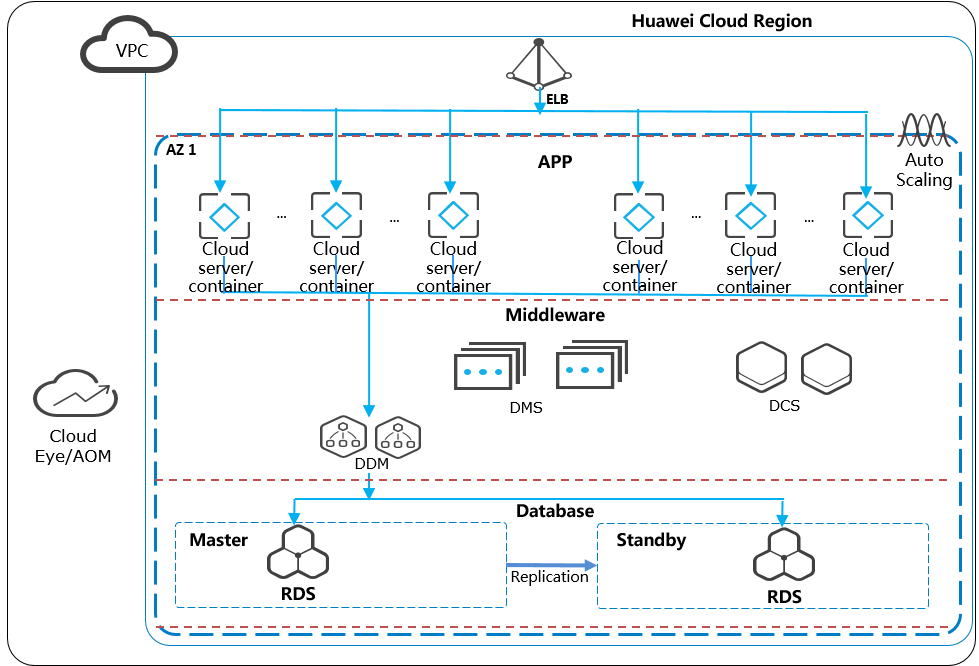 Huawei Cloud Region
VPC
ELB
AZ 1
APP
Auto
Scaling
... ... ... ...
Cloud
server/
container
Cloud
server/
container
Cloud
server/
container
Cloud
server/
container
Cloud
server/
container
Cloud
server/
container
Middleware
DMS
DCS
Cloud
Eye/AOM
DDM
Database
Master
Standby
Replication
RDS
RDS